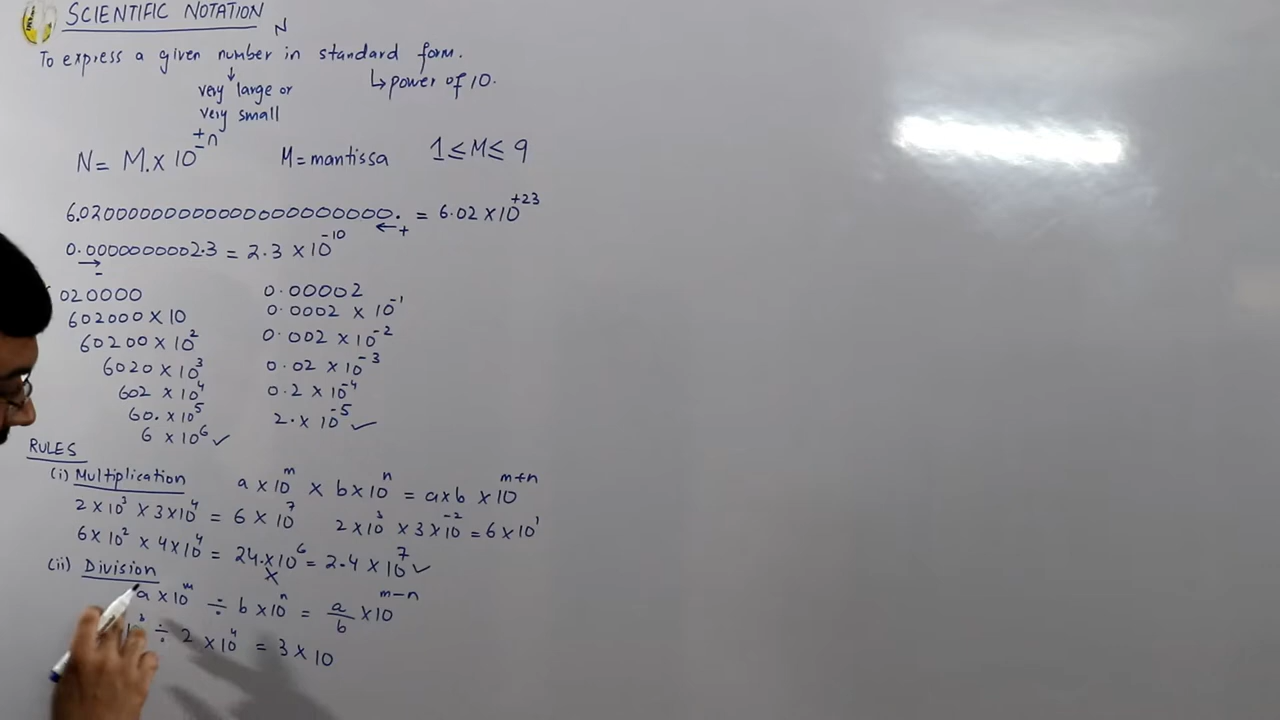 SCIENTIFIC NOTATION
N
To express a given number in standard form.
↓ ↳ power of 10.
very large or
very small
N = M. × 10^±n M = mantissa 1 ≤ M ≤ 9
6.0200000000000000000000000. = 6.02 × 10^+23
← +
0.0000000002.3 = 2.3 × 10^-10
→
-
020000 0.00002
602000 × 10 0.0002 × 10^-1
60200 × 10^2 0.002 × 10^-2
6020 × 10^3 0.02 × 10^-3
602 × 10^4 0.2 × 10^-4
60. × 10^5 2. × 10^-5 ✓
6 × 10^6 ✓
RULES
(i) Multiplication a × 10^m × b × 10^n = a×b × 10^m+n
2 × 10^3 × 3 × 10^4 = 6 × 10^7 2 × 10^3 × 3 × 10^-2 = 6 × 10^1
6 × 10^2 × 4 × 10^4 = 24. × 10^6 = 2.4 × 10^7 ✓
×
(ii) Division
a × 10^m ÷ b × 10^n = a/b × 10^m-n
÷ 2 × 10^4 = 3 × 10